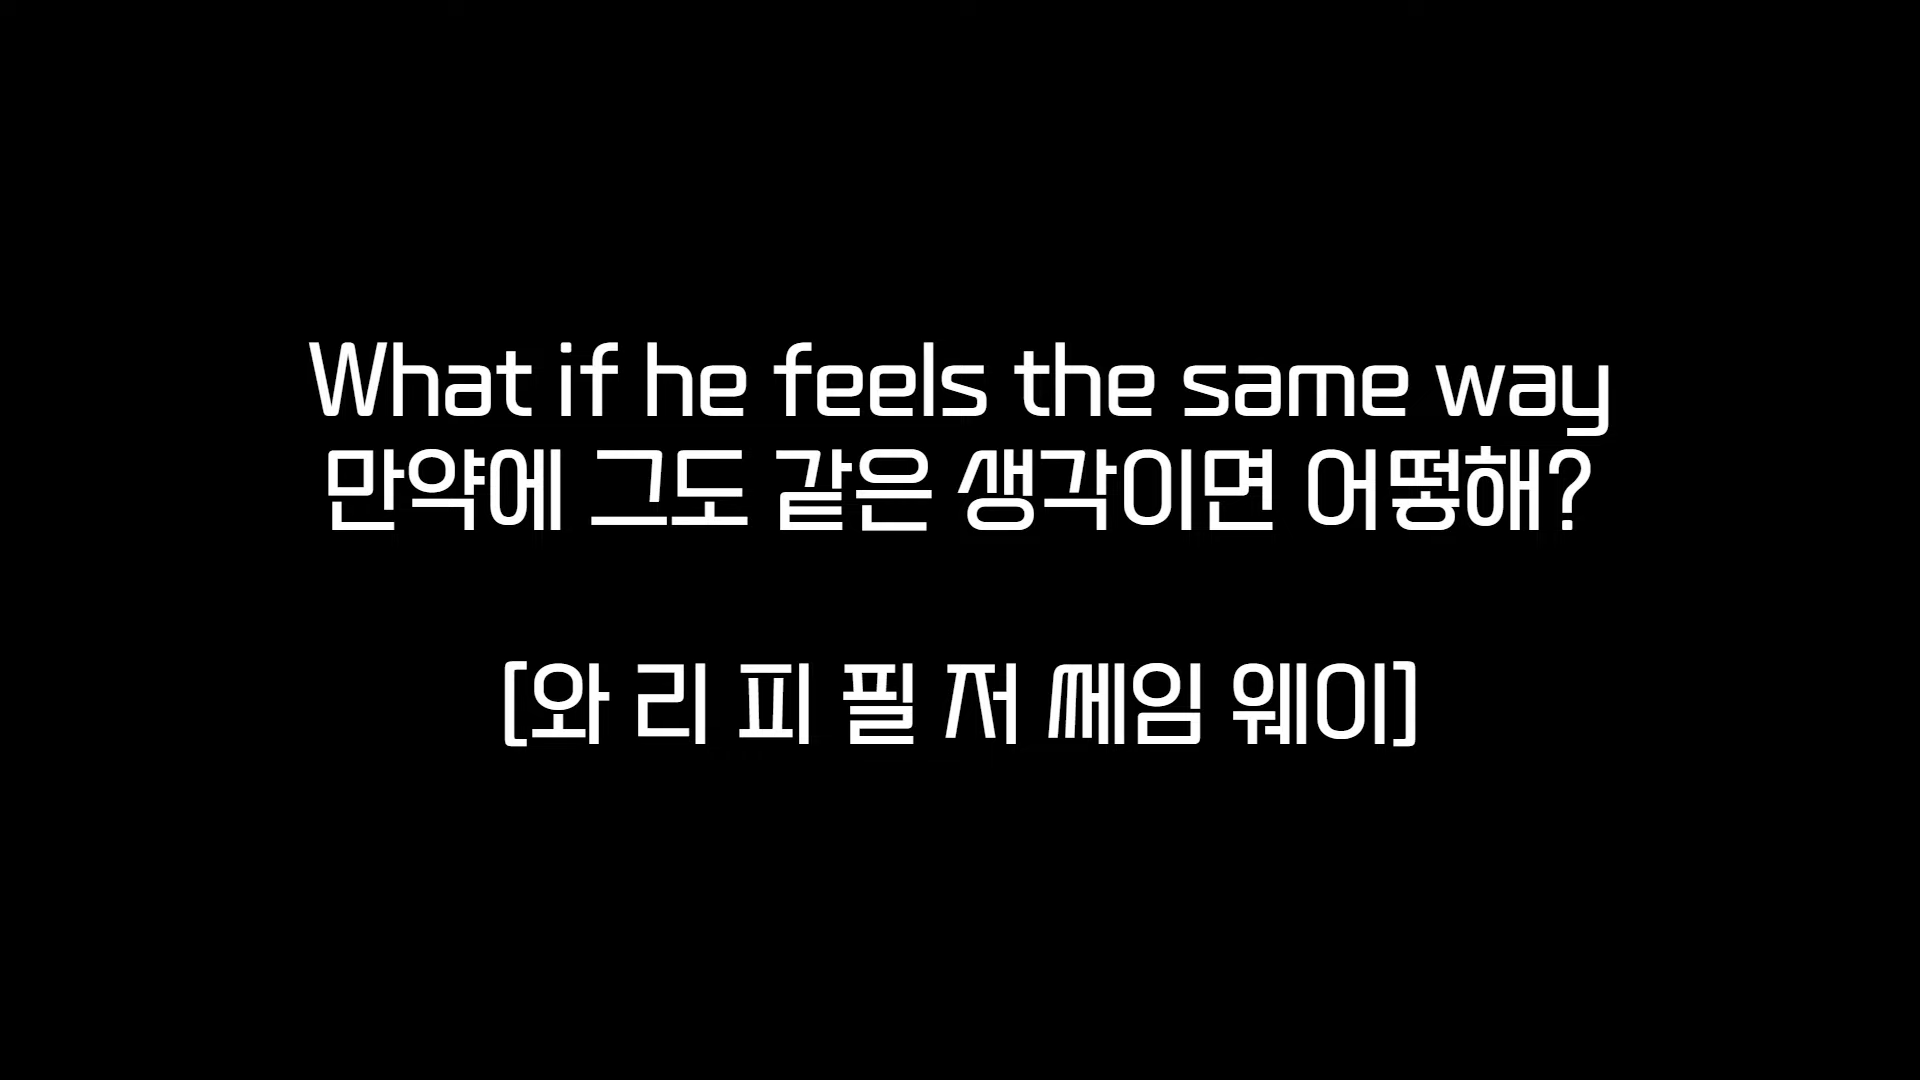 What if he feels the same way
만약에 그도 같은 생각이면 어떻해?
[와 리 피 필 저 쎄임 웨이]